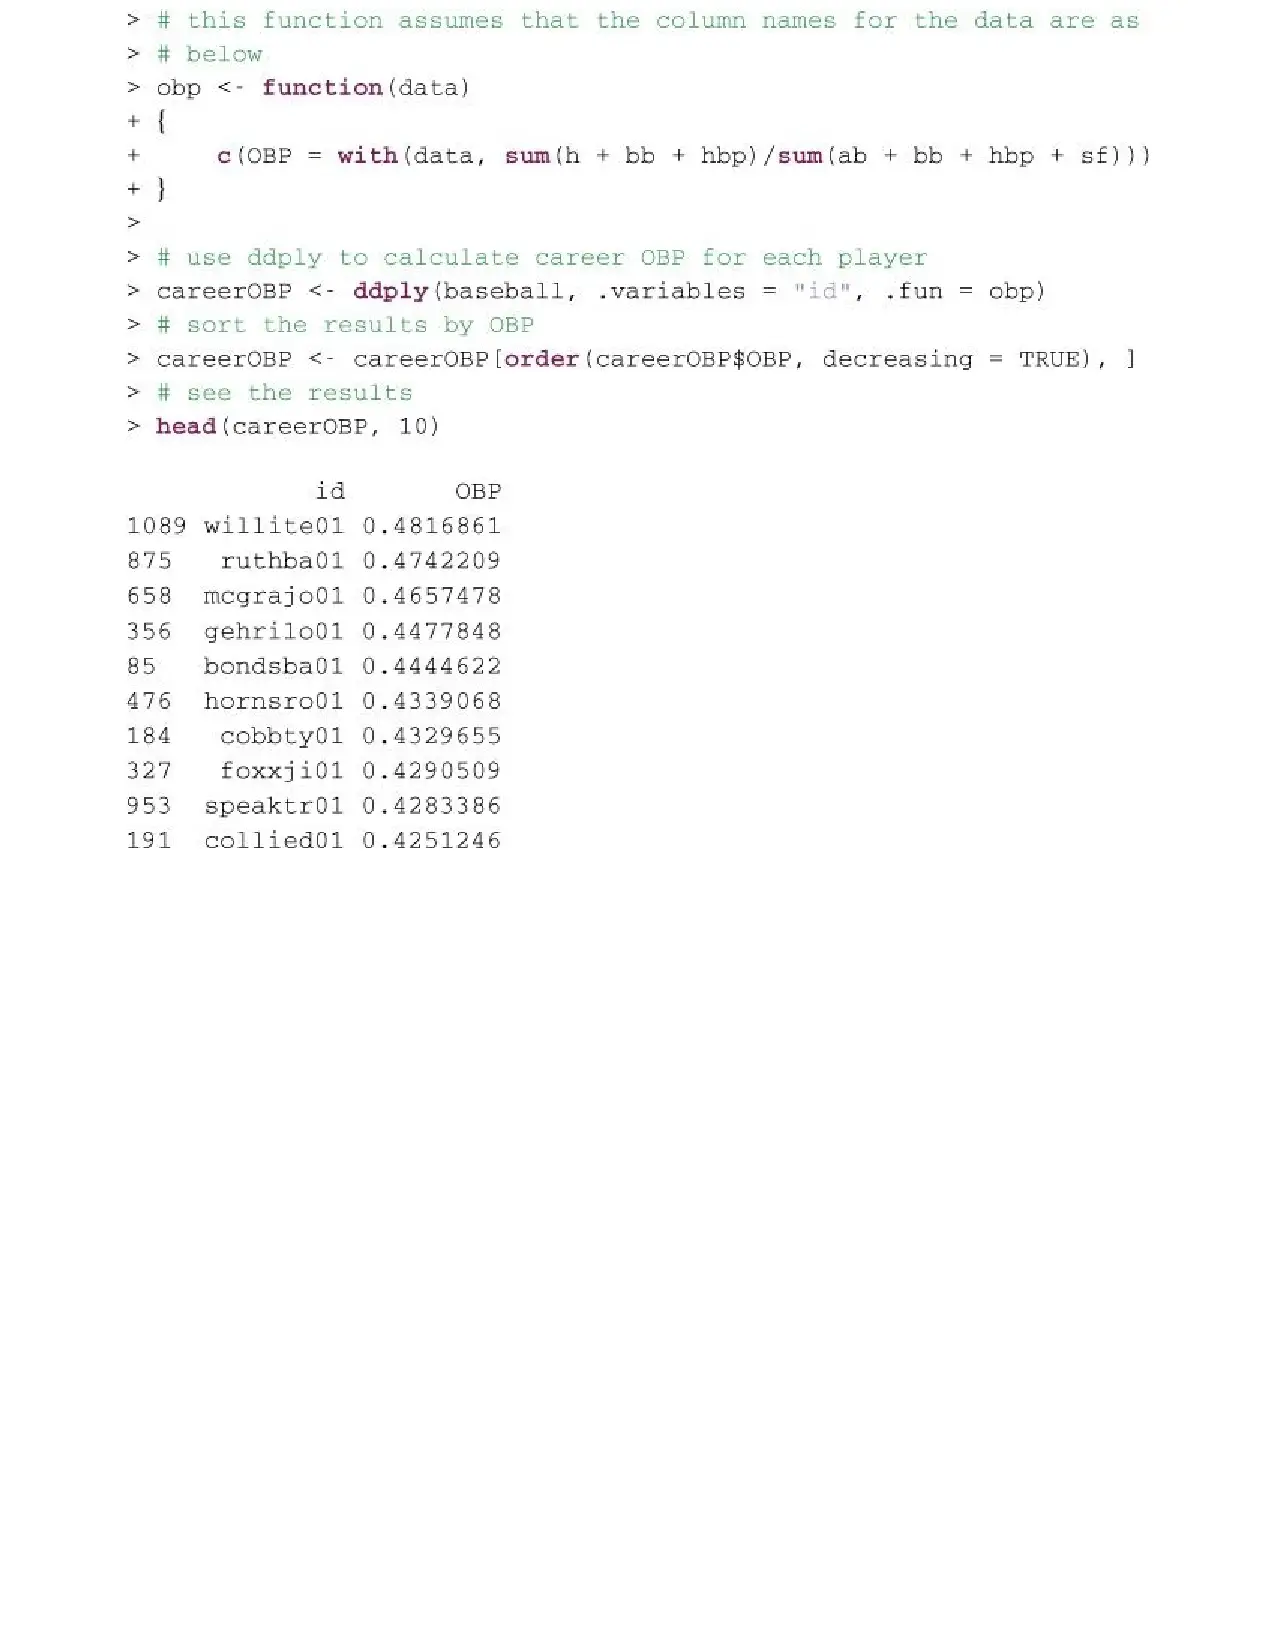 > # this function assumes that the column names for the data are as
> # below
> obp <- function(data)
+ {
+     c(OBP = with(data, sum(h + bb + hbp)/sum(ab + bb + hbp + sf)))
+ }
>
> # use ddply to calculate career OBP for each player
> careerOBP <- ddply(baseball, .variables = "id", .fun = obp)
> # sort the results by OBP
> careerOBP <- careerOBP[order(careerOBP$OBP, decreasing = TRUE), ]
> # see the results
> head(careerOBP, 10)
id OBP
1089 willite01 0.4816861
875 ruthba01 0.4742209
658 mcgrajo01 0.4657478
356 gehrilo01 0.4477848
85 bondsba01 0.4444622
476 hornsro01 0.4339068
184 cobbty01 0.4329655
327 foxxji01 0.4290509
953 speaktr01 0.4283386
191 collied01 0.4251246